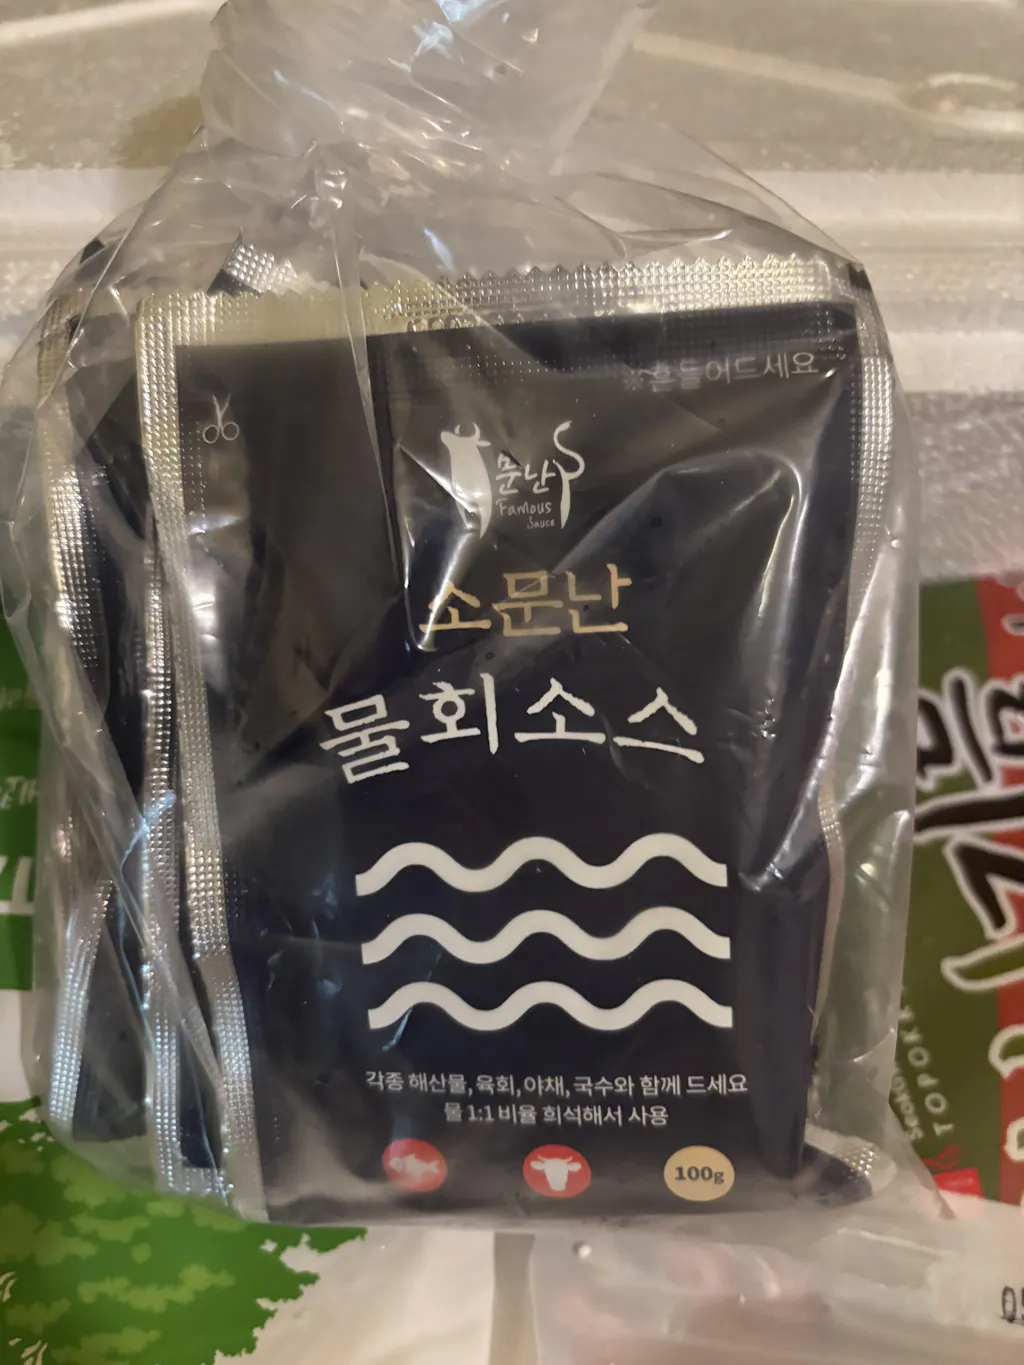 흔들어드세요
문난
Famous
Sauce
소문난
물회소스
각종 해산물, 육회, 야채, 국수와 함께 드세요
물 1:1 비율 희석해서 사용
100g
TOPOKKI